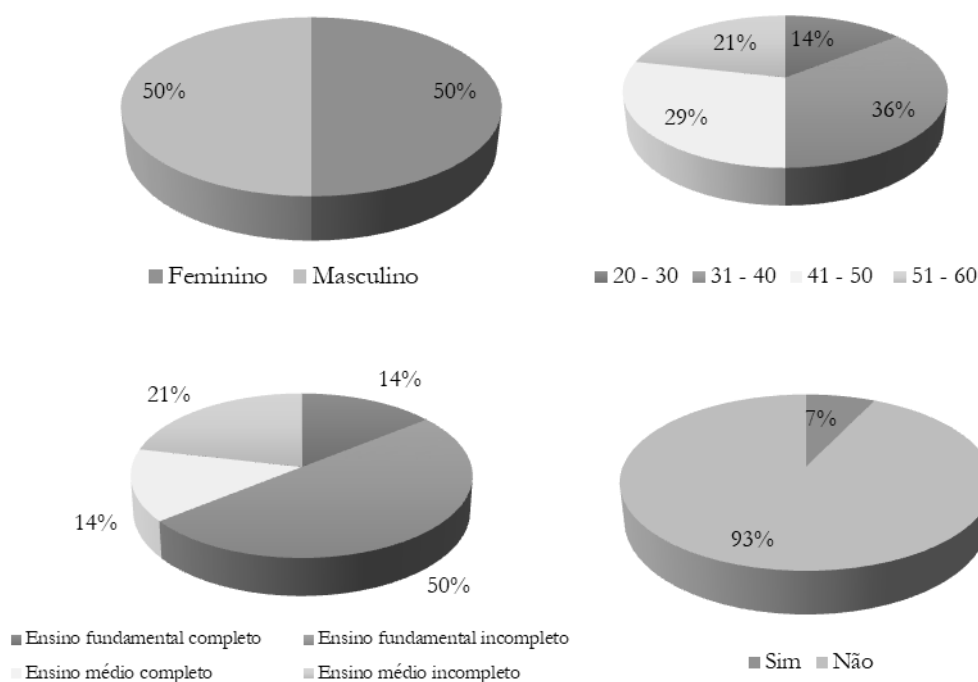 50% 50%
Feminino Masculino
21% 14%
29% 36%
20 - 30 31 - 40 41 - 50 51 - 60
21% 14%
14% 50%
Ensino fundamental completo Ensino fundamental incompleto
Ensino médio completo Ensino médio incompleto
7%
93%
Sim Não